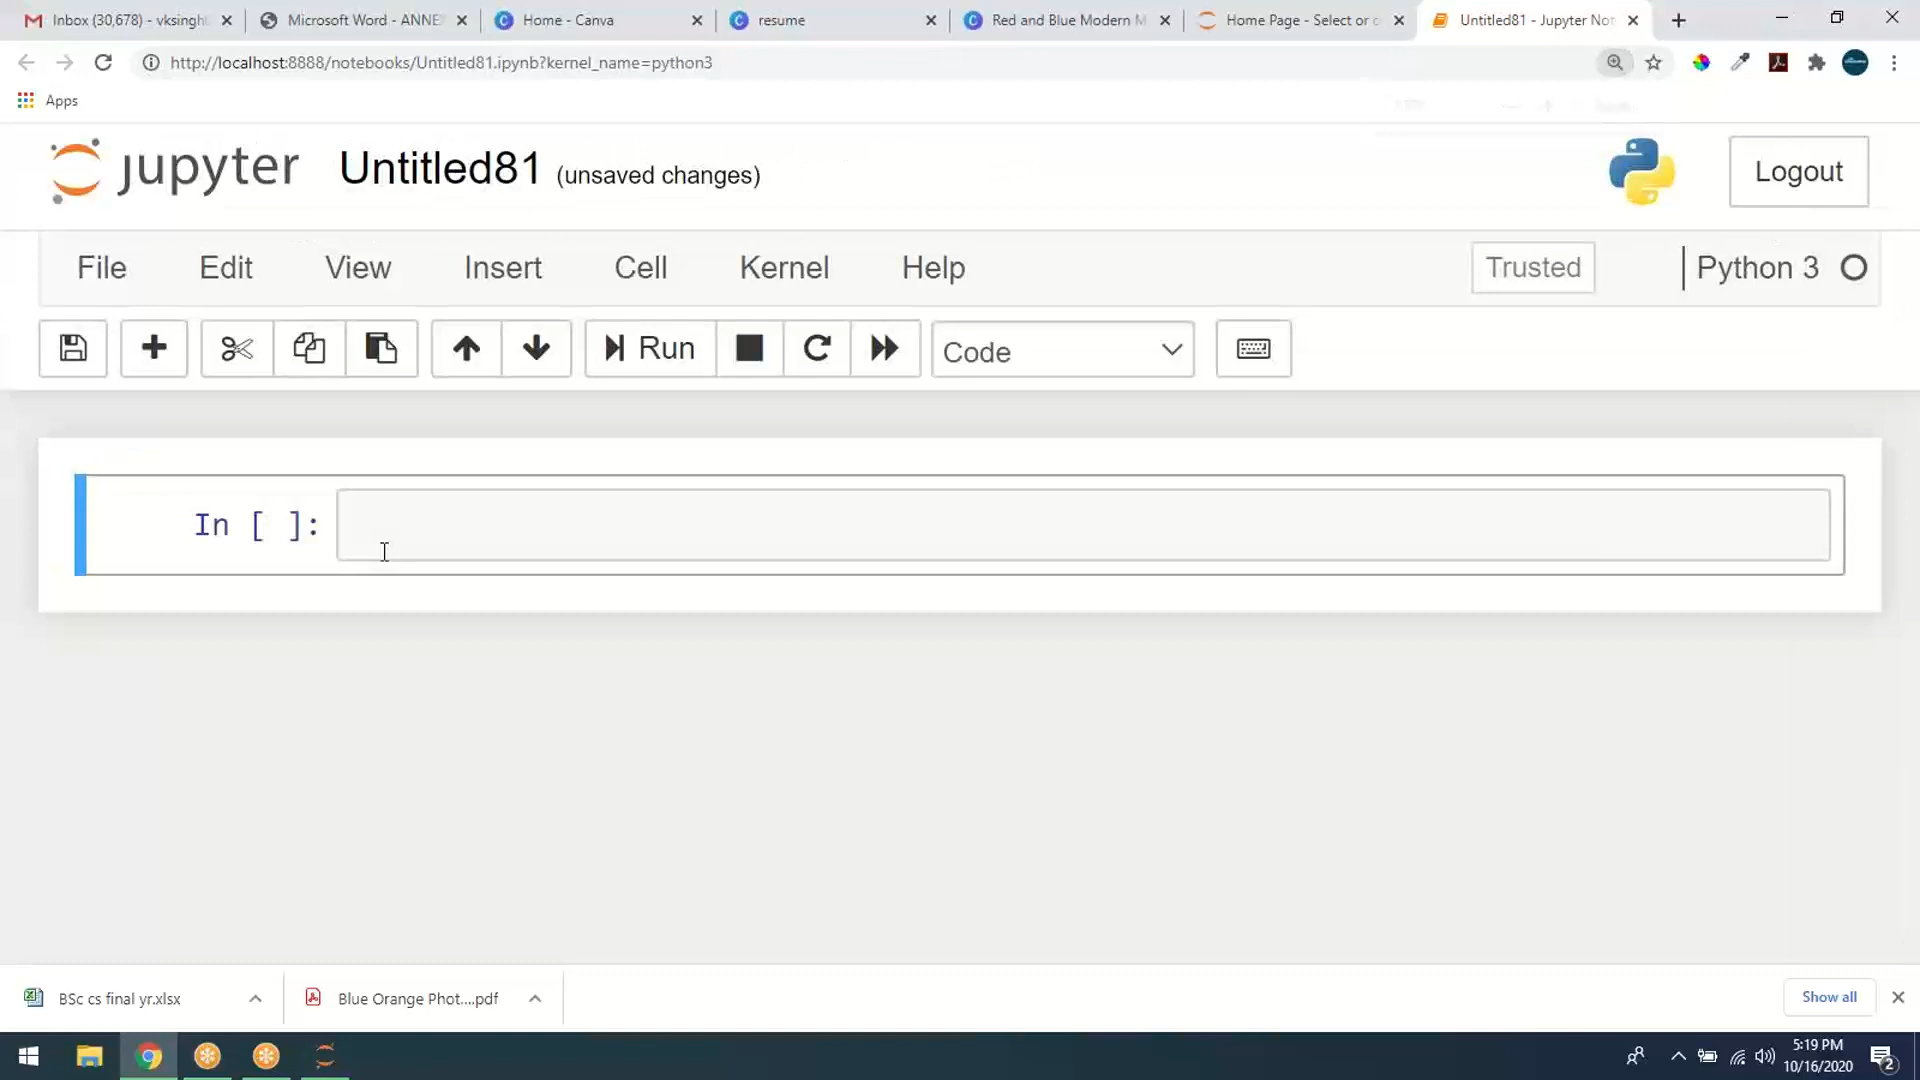 Inbox (30,678) - vksingh
Microsoft Word - ANNE
Home - Canva
resume
Red and Blue Modern M
Home Page - Select or c
Untitled81 - Jupyter Not
http://localhost:8888/notebooks/Untitled81.ipynb?kernel_name=python3
Apps
jupyter Untitled81 (unsaved changes)
Logout
File Edit View Insert Cell Kernel Help
Trusted
Python 3
Run
Code
In [ ]:
BSc cs final yr.xlsx
Blue Orange Phot....pdf
Show all
5:19 PM
10/16/2020
2